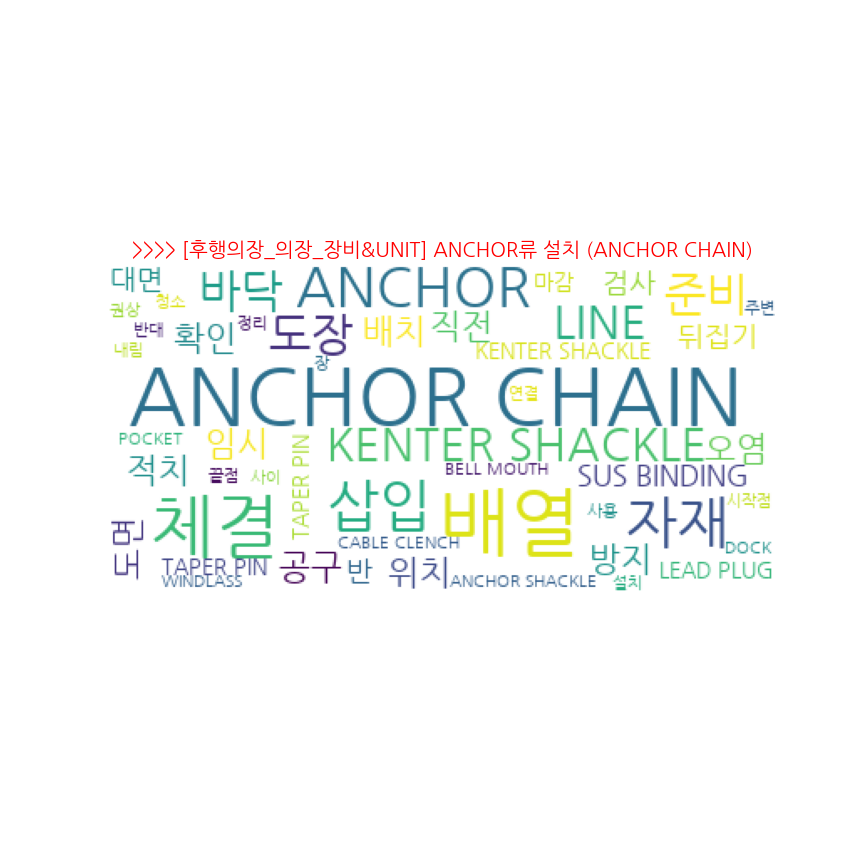 >>>> [후행의장_의장_장비&UNIT] ANCHOR류 설치 (ANCHOR CHAIN)
대면 바닥 ANCHOR 마감 검사 준비
권상 청소 주변
반대 확인 정리 도장 배치 직전 LINE 뒤집기
내림 장 KENTER SHACKLE
ANCHOR CHAIN 연결
POCKET 임시 KENTER SHACKLE 오염
적치 끝점 사이 TAPER PIN BELL MOUTH SUS BINDING
체결 삽입 배열 사용 자재 시작점
도면 CABLE CLENCH DOCK
TAPER PIN 공구 반 위치 방지 LEAD PLUG
WINDLASS ANCHOR SHACKLE 설치